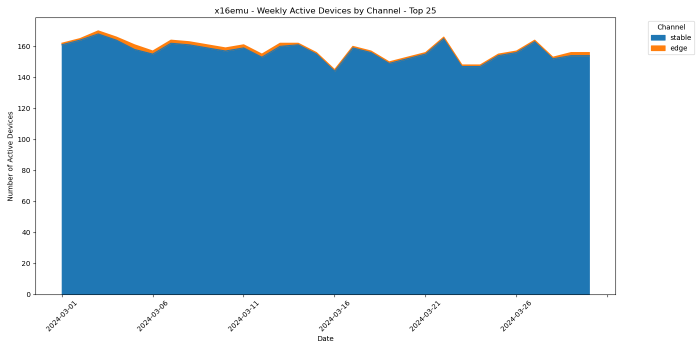 x16emu - Weekly Active Devices by Channel - Top 25
Channel
stable
edge
Number of Active Devices
160
140
120
100
80
60
40
20
0
2024-03-01
2024-03-06
2024-03-11
2024-03-16
2024-03-21
2024-03-26
Date